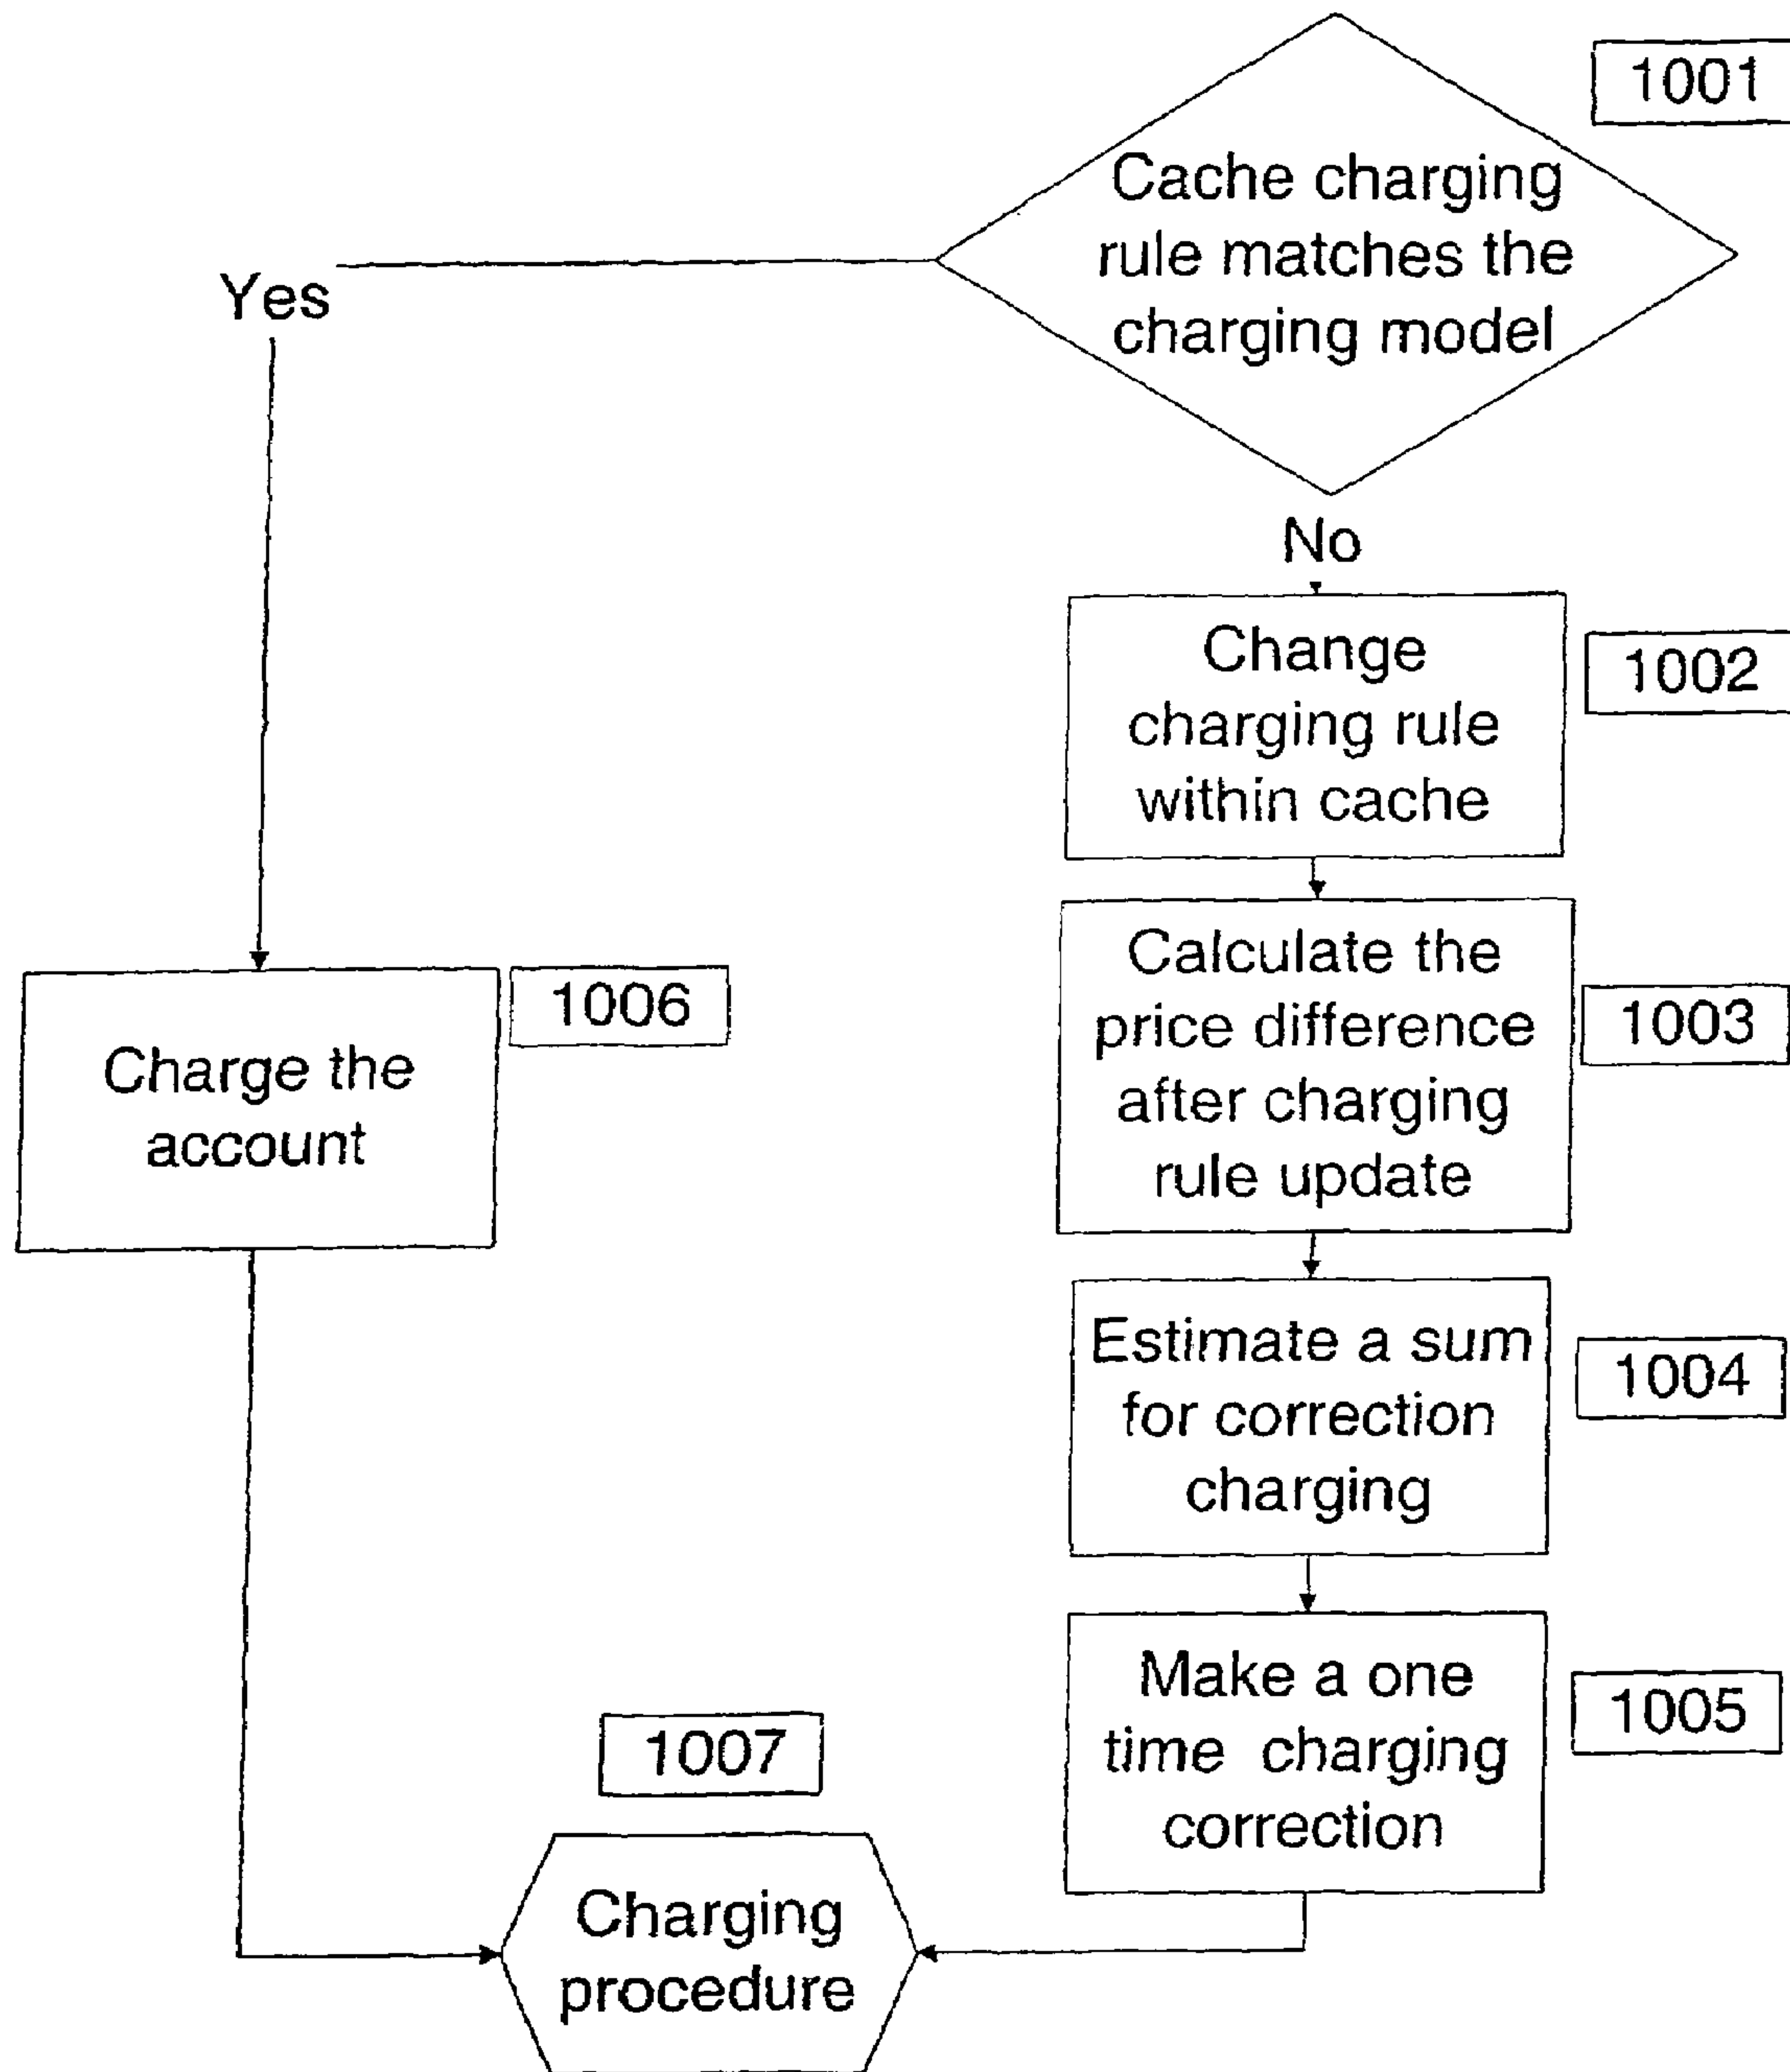 1001
Cache charging
rule matches the
charging model
Yes
No
Change
charging rule
within cache
1002
Calculate the
price difference
after charging
rule update
1003
1006
Charge the
account
Estimate a sum
for correction
charging
1004
Make a one
time charging
correction
1005
1007
Charging
procedure